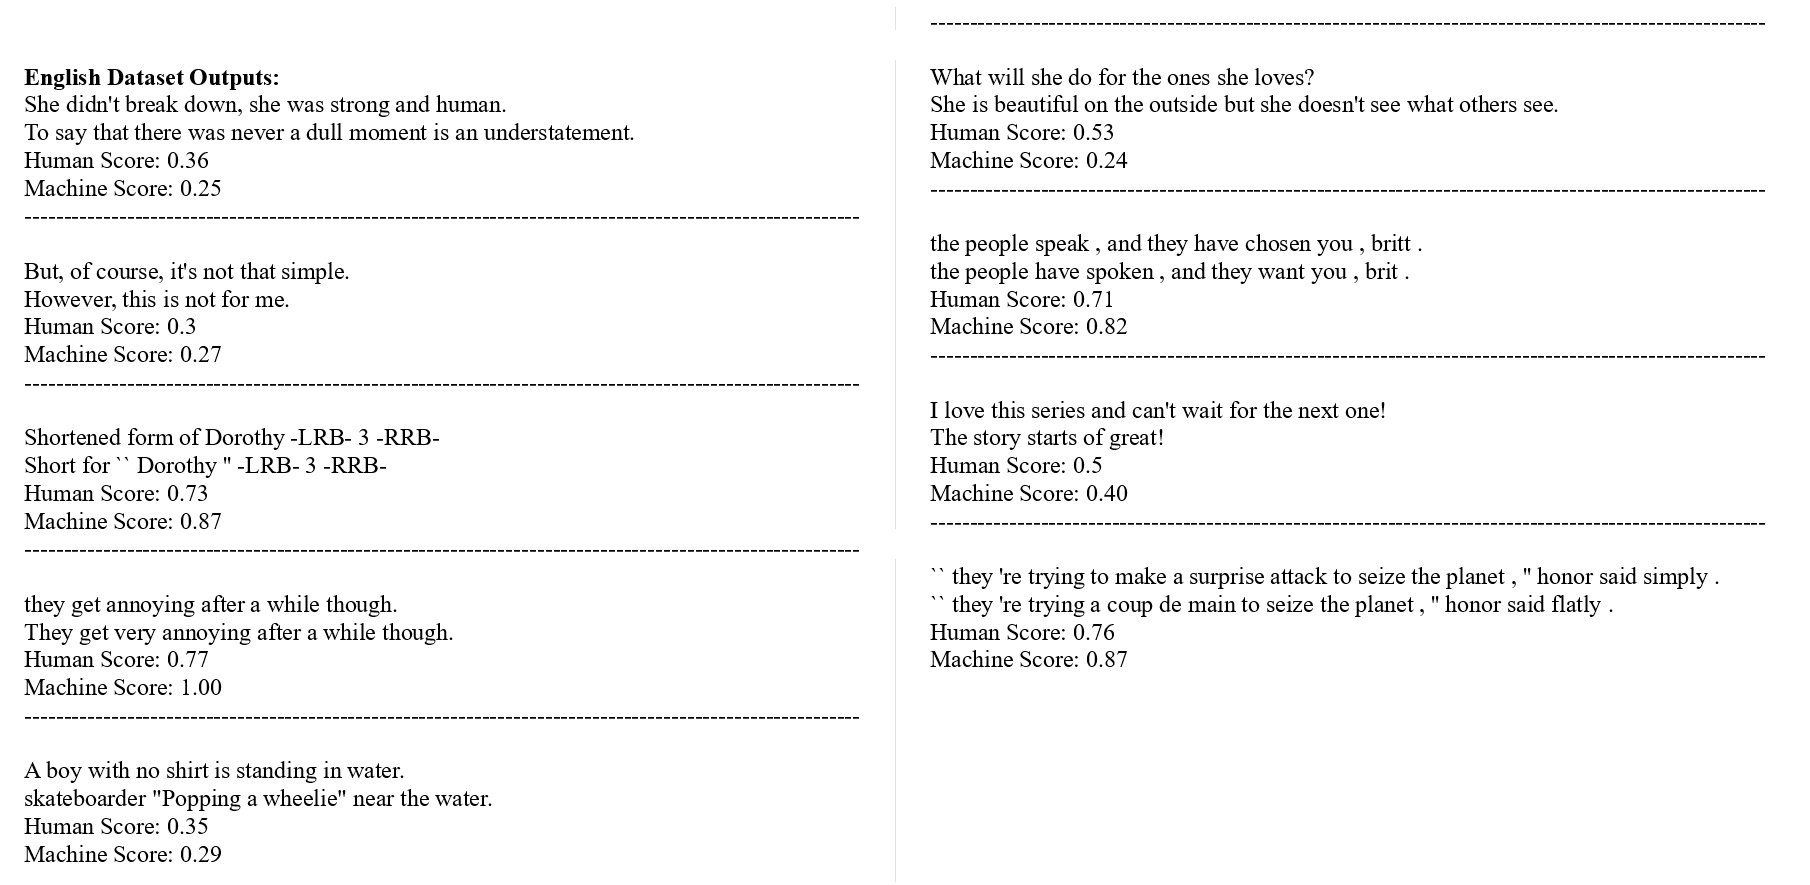 English Dataset Outputs:
She didn't break down, she was strong and human.
To say that there was never a dull moment is an understatement.
Human Score: 0.36
Machine Score: 0.25
----------------------------------------------------------------------------------------------------------
But, of course, it's not that simple.
However, this is not for me.
Human Score: 0.3
Machine Score: 0.27
----------------------------------------------------------------------------------------------------------
Shortened form of Dorothy -LRB- 3 -RRB-
Short for `` Dorothy '' -LRB- 3 -RRB-
Human Score: 0.73
Machine Score: 0.87
----------------------------------------------------------------------------------------------------------
they get annoying after a while though.
They get very annoying after a while though.
Human Score: 0.77
Machine Score: 1.00
----------------------------------------------------------------------------------------------------------
A boy with no shirt is standing in water.
skateboarder "Popping a wheelie" near the water.
Human Score: 0.35
Machine Score: 0.29
----------------------------------------------------------------------------------------------------------
What will she do for the ones she loves?
She is beautiful on the outside but she doesn't see what others see.
Human Score: 0.53
Machine Score: 0.24
----------------------------------------------------------------------------------------------------------
the people speak , and they have chosen you , britt .
the people have spoken , and they want you , brit .
Human Score: 0.71
Machine Score: 0.82
----------------------------------------------------------------------------------------------------------
I love this series and can't wait for the next one!
The story starts of great!
Human Score: 0.5
Machine Score: 0.40
----------------------------------------------------------------------------------------------------------
`` they 're trying to make a surprise attack to seize the planet , '' honor said simply .
`` they 're trying a coup de main to seize the planet , '' honor said flatly .
Human Score: 0.76
Machine Score: 0.87